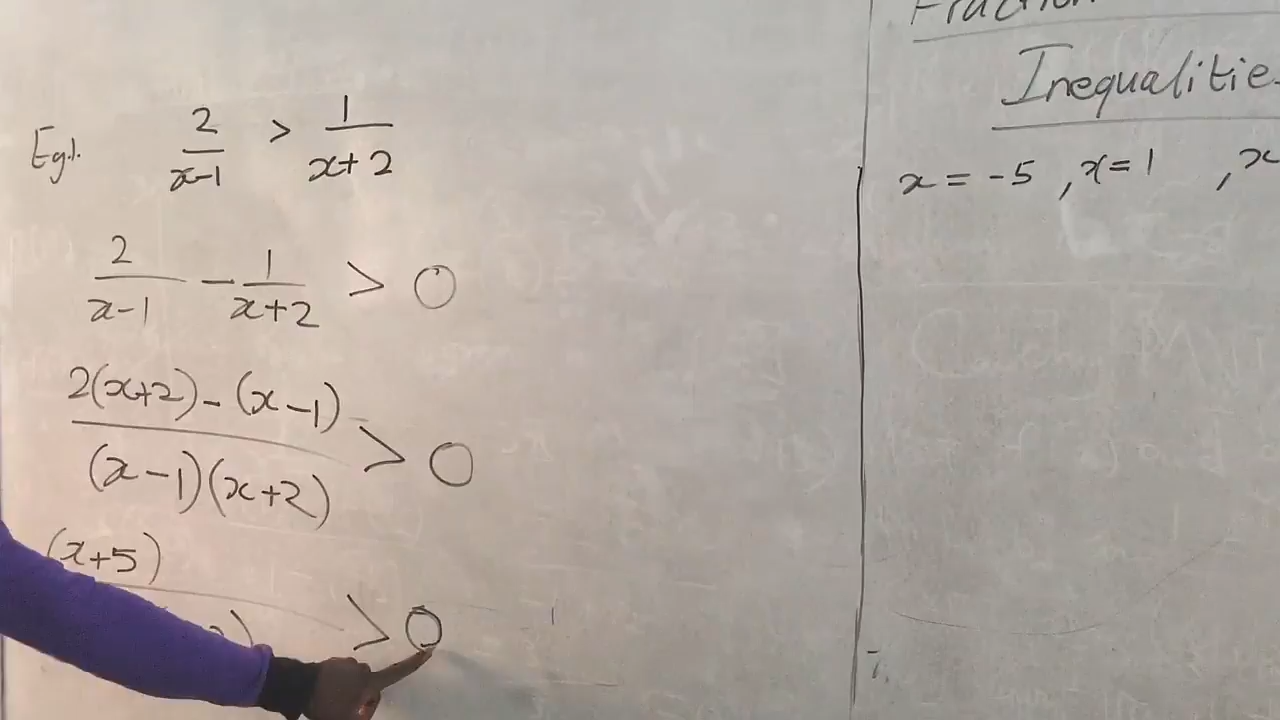 Eg1. 2/(x-1) > 1/(x+2)
2/(x-1) - 1/(x+2) > 0
(2(x+2) - (x-1))/((x-1)(x+2)) > 0
(x+5)
> 0
Fraction
Inequalitie
x = -5 , x = 1 , x